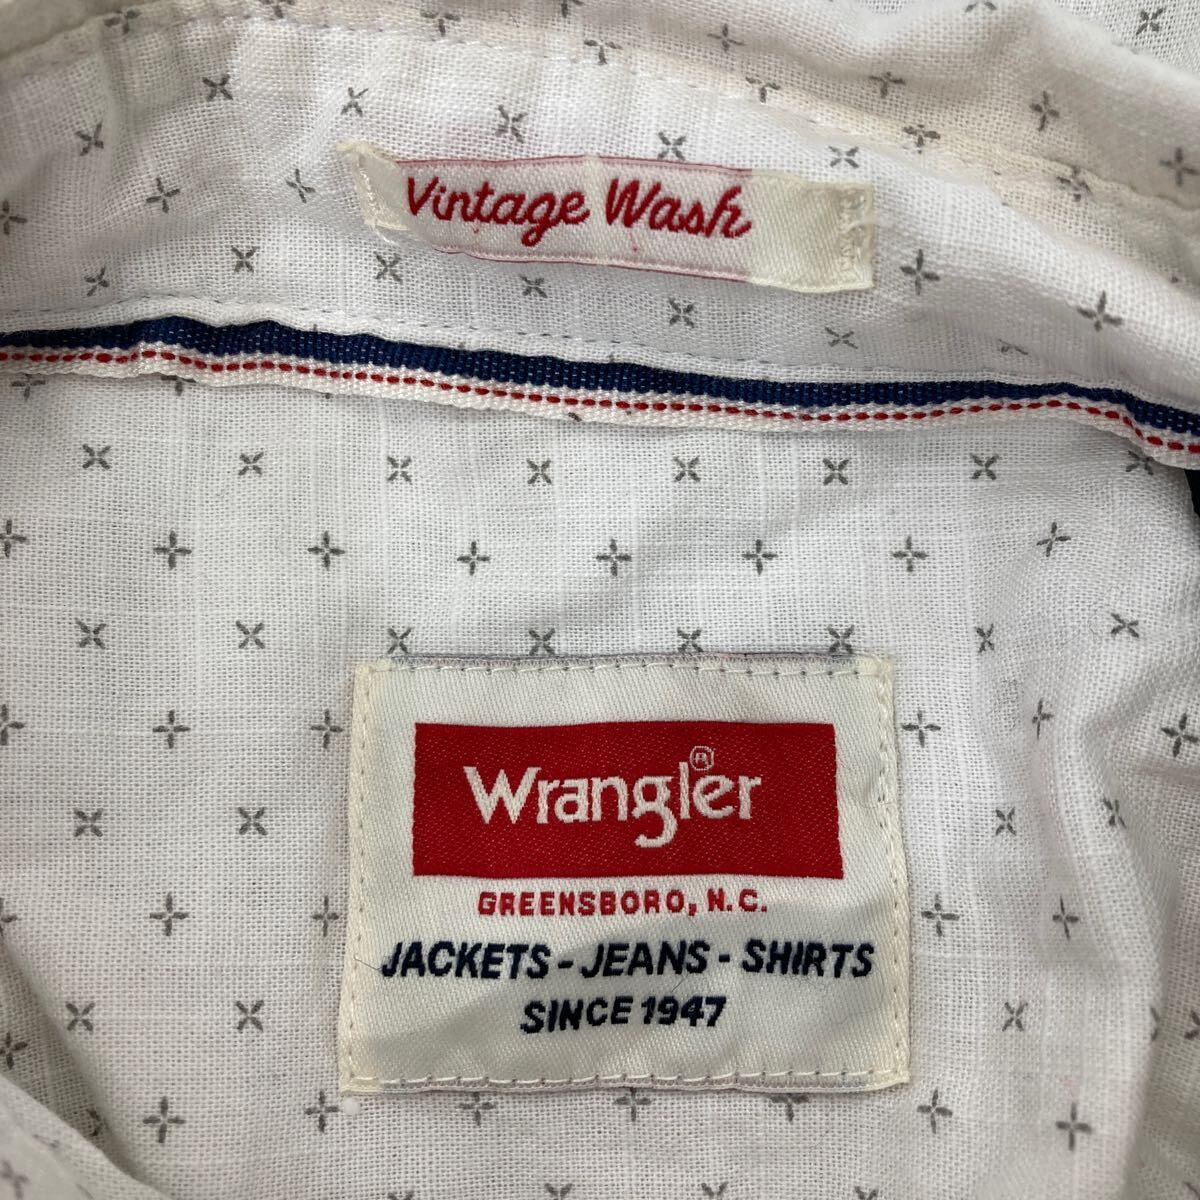 Vintage Wash
Wrangler®
GREENSBORO, N.C.
JACKETS - JEANS - SHIRTS
SINCE 1947